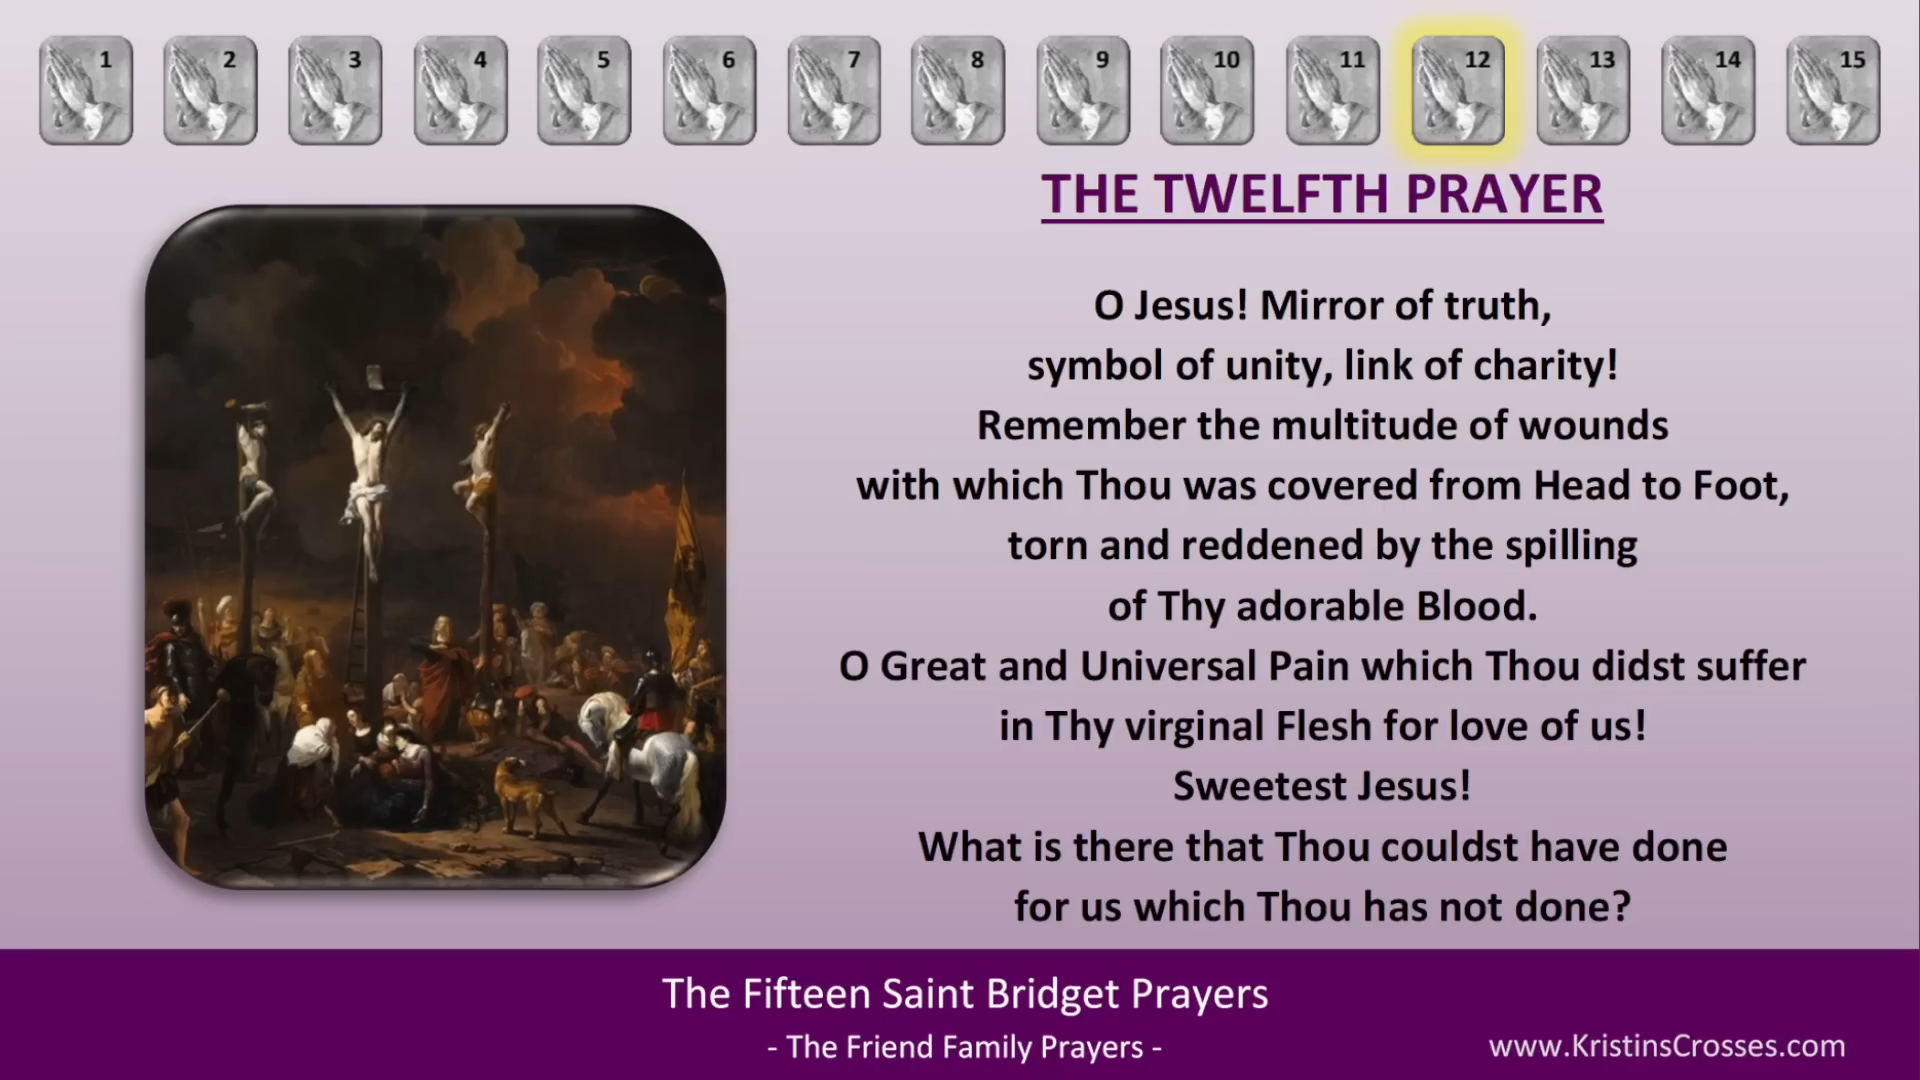 1 2 3 4 5 6 7 8 9 10 11 12 13 14 15
THE TWELFTH PRAYER
O Jesus! Mirror of truth,
symbol of unity, link of charity!
Remember the multitude of wounds
with which Thou was covered from Head to Foot,
torn and reddened by the spilling
of Thy adorable Blood.
O Great and Universal Pain which Thou didst suffer
in Thy virginal Flesh for love of us!
Sweetest Jesus!
What is there that Thou couldst have done
for us which Thou has not done?
The Fifteen Saint Bridget Prayers
- The Friend Family Prayers -
www.KristinsCrosses.com